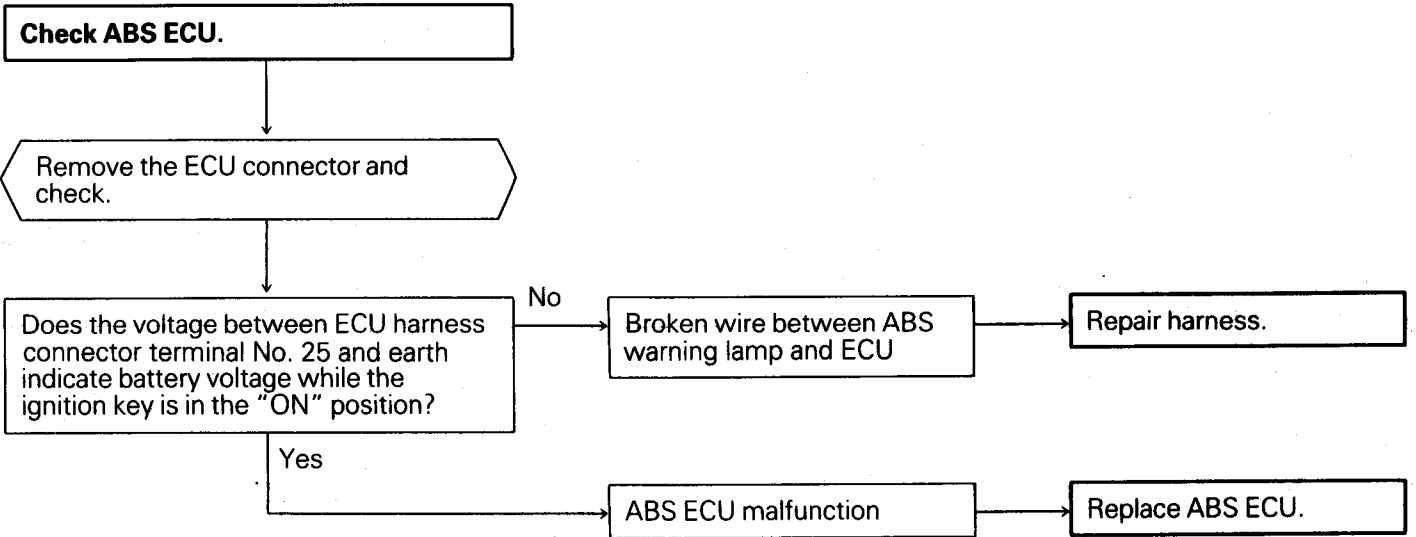 Check ABS ECU.
Remove the ECU connector and
check.
Does the voltage between ECU harness
connector terminal No. 25 and earth
indicate battery voltage while the
ignition key is in the "ON" position?
No
Broken wire between ABS
warning lamp and ECU
Repair harness.
Yes
ABS ECU malfunction
Replace ABS ECU.